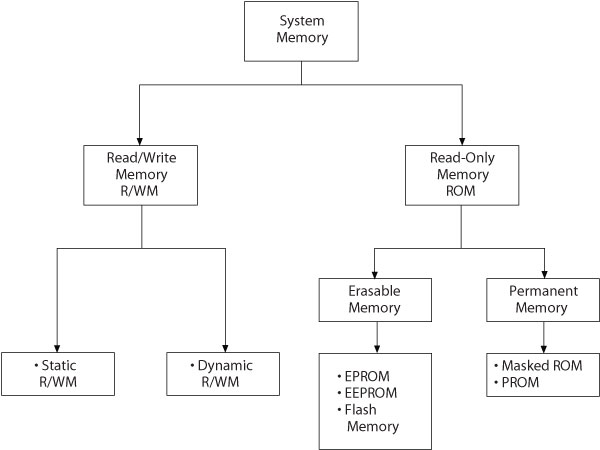 System
Memory
Read/Write
Memory
R/WM
Read-Only
Memory
ROM
Erasable
Memory
Permanent
Memory
• Static
R/WM
• Dynamic
R/WM
• EPROM
• EEPROM
• Flash
Memory
• Masked ROM
• PROM